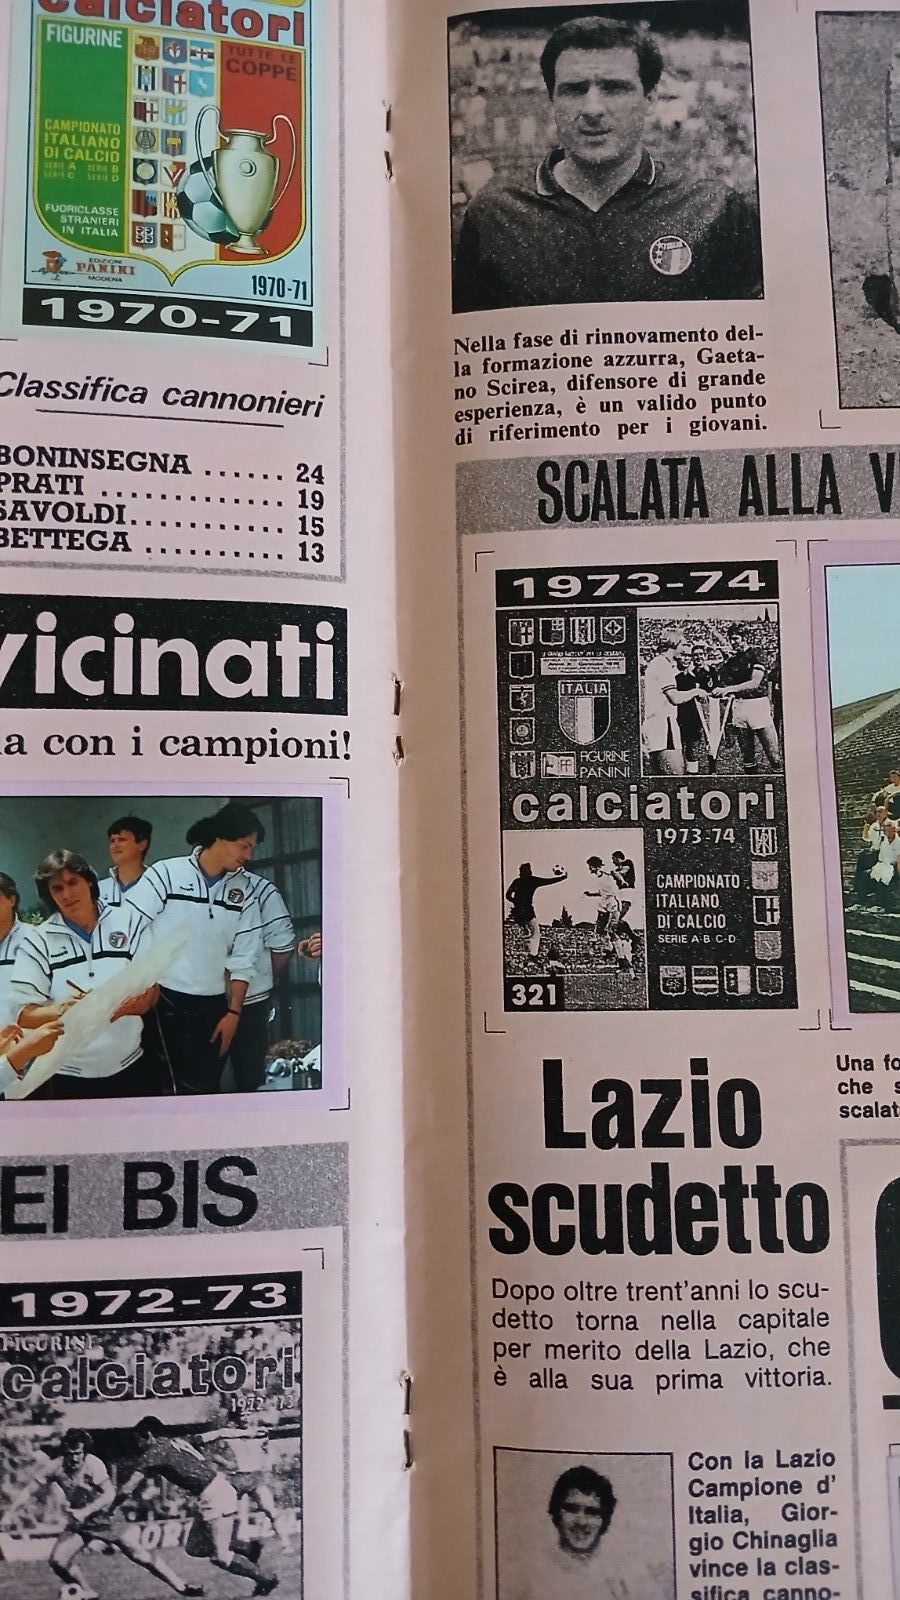 calciatori
FIGURINE
TUTTE LE
COPPE
CAMPIONATO
ITALIANO
DI CALCIO
SERIE A SERIE B
SERIE C SERIE D
FUORICLASSE
STRANIERI
IN ITALIA
EDIZIONI
PANINI
MODENA
1970-71
1970-71
Classifica cannonieri
BONINSEGNA ...... 24
PRATI ............. 19
SAVOLDI........... 15
BETTEGA .......... 13
vicinati
la con i campioni!
EI BIS
1972-73
FIGURINE
calciatori
1972-73
ITALIA
Nella fase di rinnovamento del-
la formazione azzurra, Gaeta-
no Scirea, difensore di grande
esperienza, è un valido punto
di riferimento per i giovani.
SCALATA ALLA V
1973-74
ITALIA
FIGURINE
PANINI
calciatori
1973-74
CAMPIONATO
ITALIANO
DI CALCIO
SERIE A-B-C-D
321
Lazio
scudetto
Dopo oltre trent'anni lo scu-
detto torna nella capitale
per merito della Lazio, che
è alla sua prima vittoria.
Con la Lazio
Campione d'
Italia, Gior-
gio Chinaglia
vince la clas-
sifica canno-
Una fo
che s
scalat